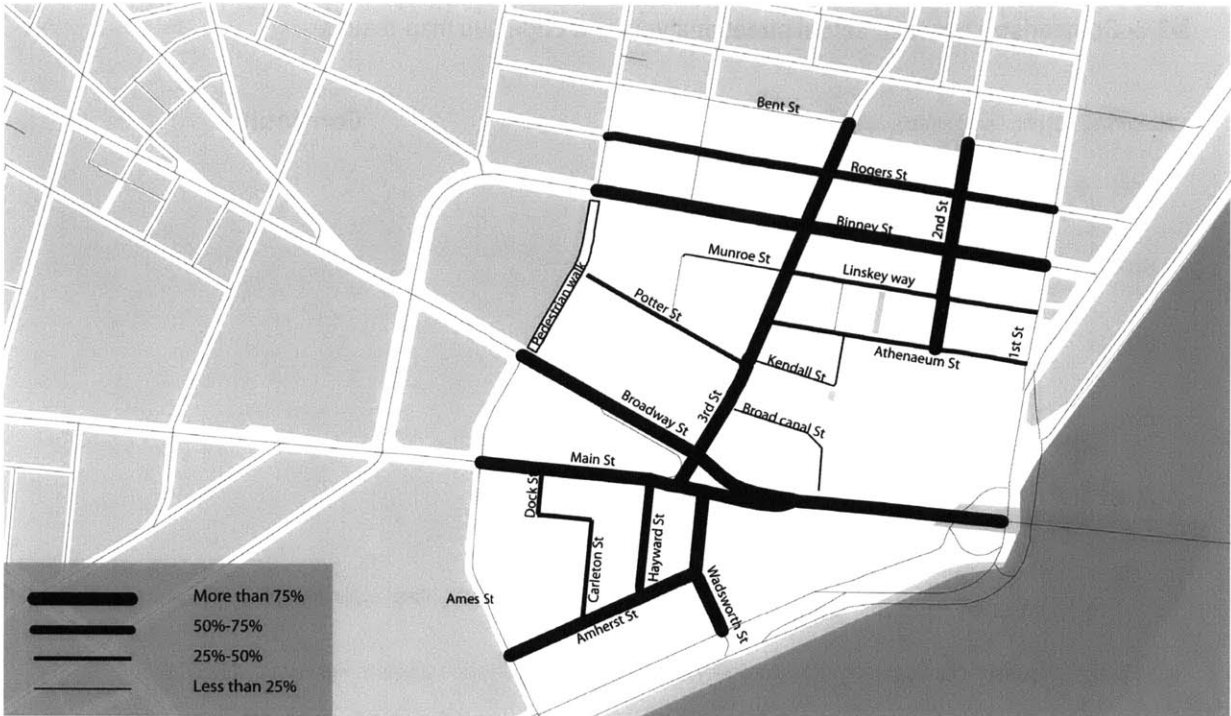 Bent St
Rogers St
2nd St
Binney St
Munroe St
Linskey way
Pedestrian walk
Potter St
1st St
Athenaeum St
Kendall St
3rd St
Broadway St
Broad canal St
Main St
Dock St
Hayward St
Carleton St
Wadsworth St
Ames St
Amherst St
More than 75%
50%-75%
25%-50%
Less than 25%